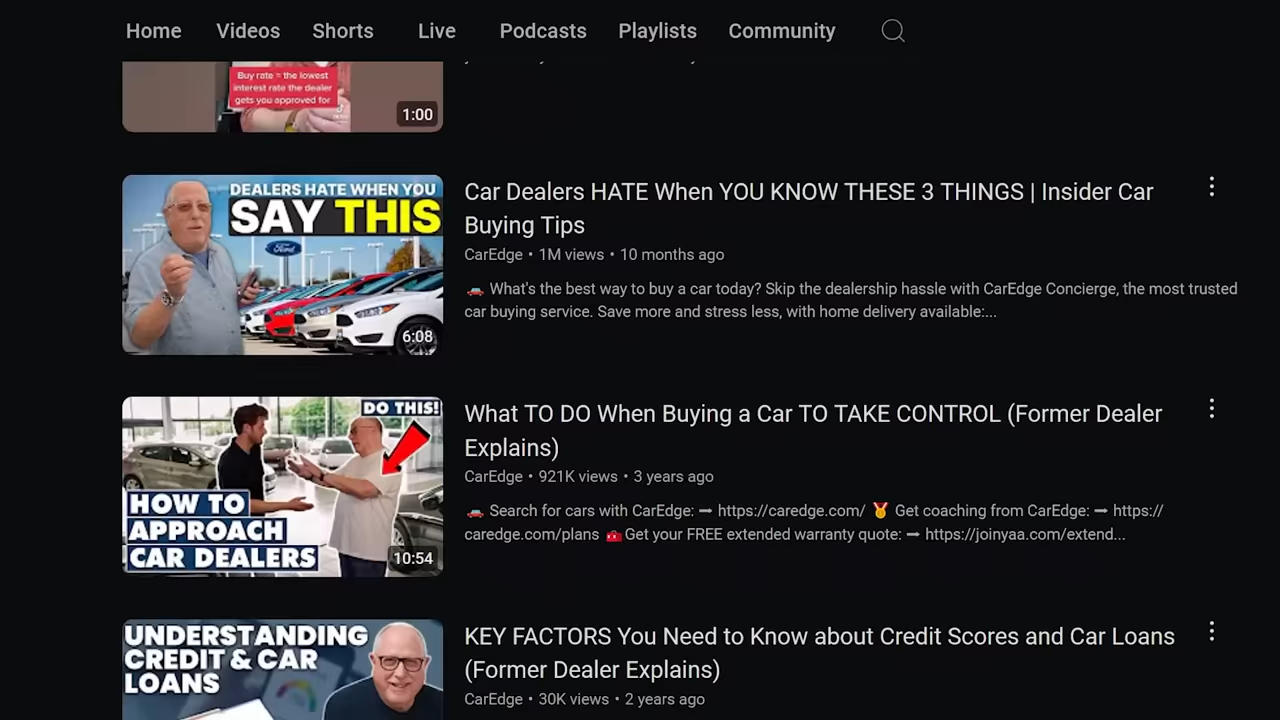 Home Videos Shorts Live Podcasts Playlists Community
Buy rate = the lowest
interest rate the dealer
gets you approved for
1:00
DEALERS HATE WHEN YOU
SAY THIS
Ford
6:08
Car Dealers HATE When YOU KNOW THESE 3 THINGS | Insider Car
Buying Tips
CarEdge • 1M views • 10 months ago
🚗 What's the best way to buy a car today? Skip the dealership hassle with CarEdge Concierge, the most trusted
car buying service. Save more and stress less, with home delivery available:...
DO THIS!
HOW TO
APPROACH
CAR DEALERS
10:54
What TO DO When Buying a Car TO TAKE CONTROL (Former Dealer
Explains)
CarEdge • 921K views • 3 years ago
🚗 Search for cars with CarEdge: ➞ https://caredge.com/ 🏅 Get coaching from CarEdge: ➞ https://
caredge.com/plans 🧰 Get your FREE extended warranty quote: ➞ https://joinyaa.com/extend...
UNDERSTANDING
CREDIT & CAR
LOANS
KEY FACTORS You Need to Know about Credit Scores and Car Loans
(Former Dealer Explains)
CarEdge • 30K views • 2 years ago